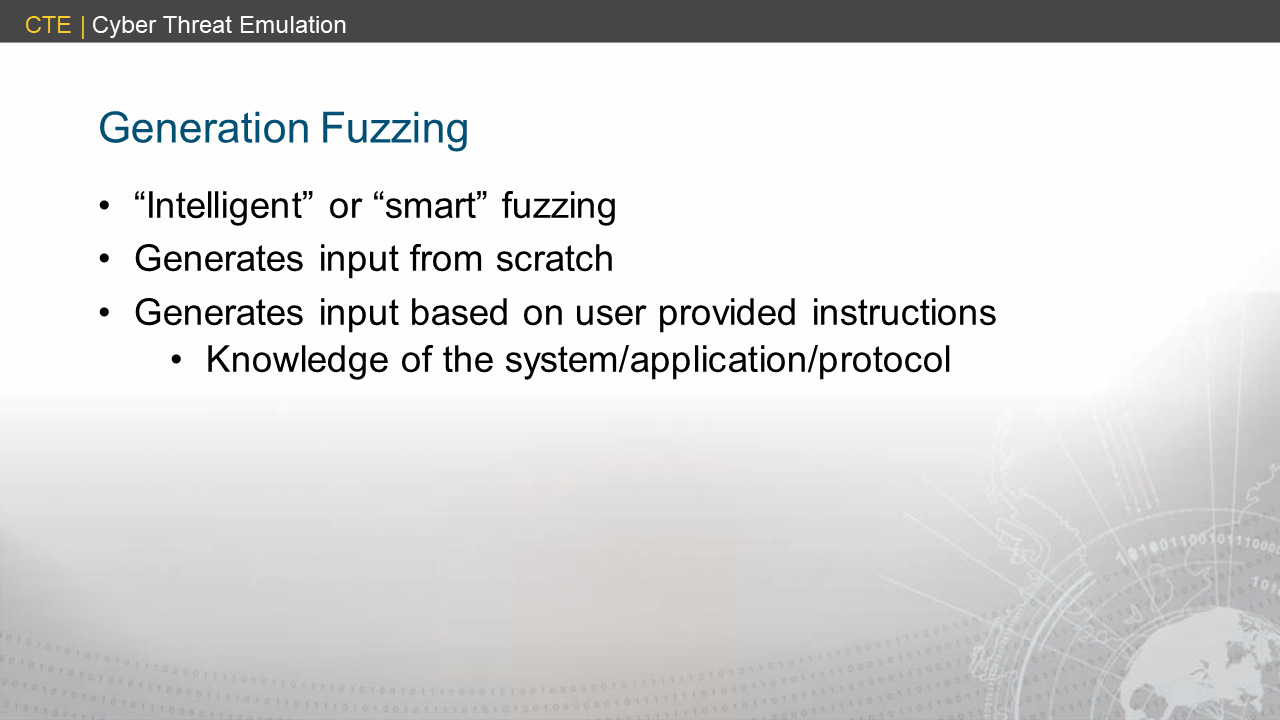 CTE | Cyber Threat Emulation
Generation Fuzzing
• “Intelligent” or “smart” fuzzing
• Generates input from scratch
• Generates input based on user provided instructions
• Knowledge of the system/application/protocol